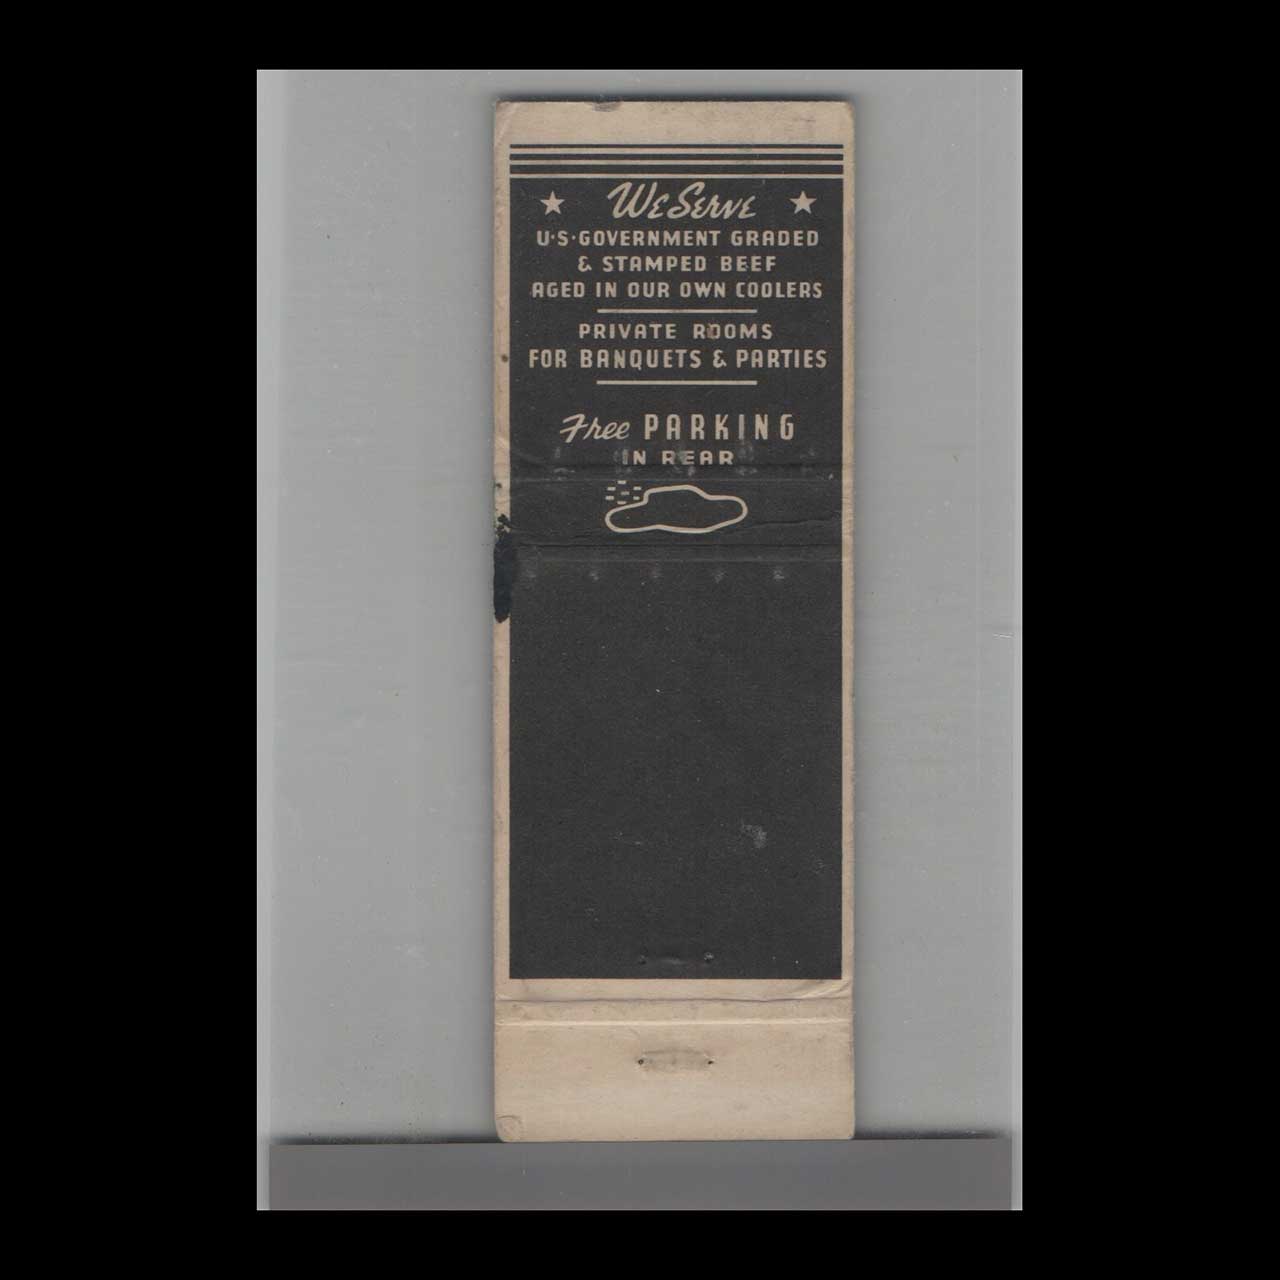 We Serve
U·S·GOVERNMENT GRADED
& STAMPED BEEF
AGED IN OUR OWN COOLERS
PRIVATE ROOMS
FOR BANQUETS & PARTIES
Free PARKING
IN REAR